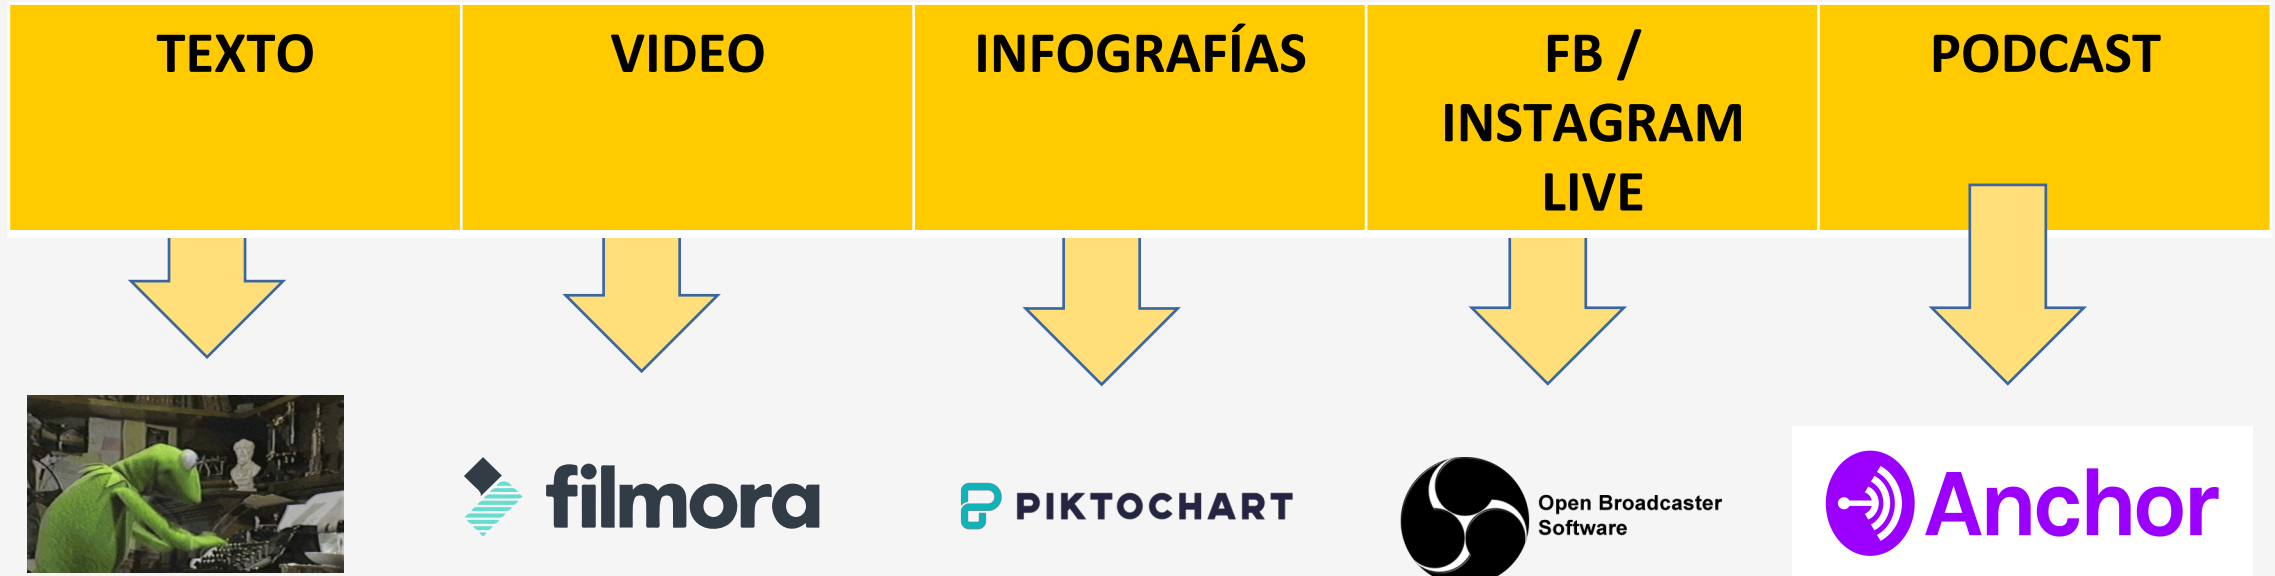 TEXTO
VIDEO
INFOGRAFÍAS
FB /
INSTAGRAM
LIVE
PODCAST
filmora
PIKTOCHART
Open Broadcaster
Software
Anchor